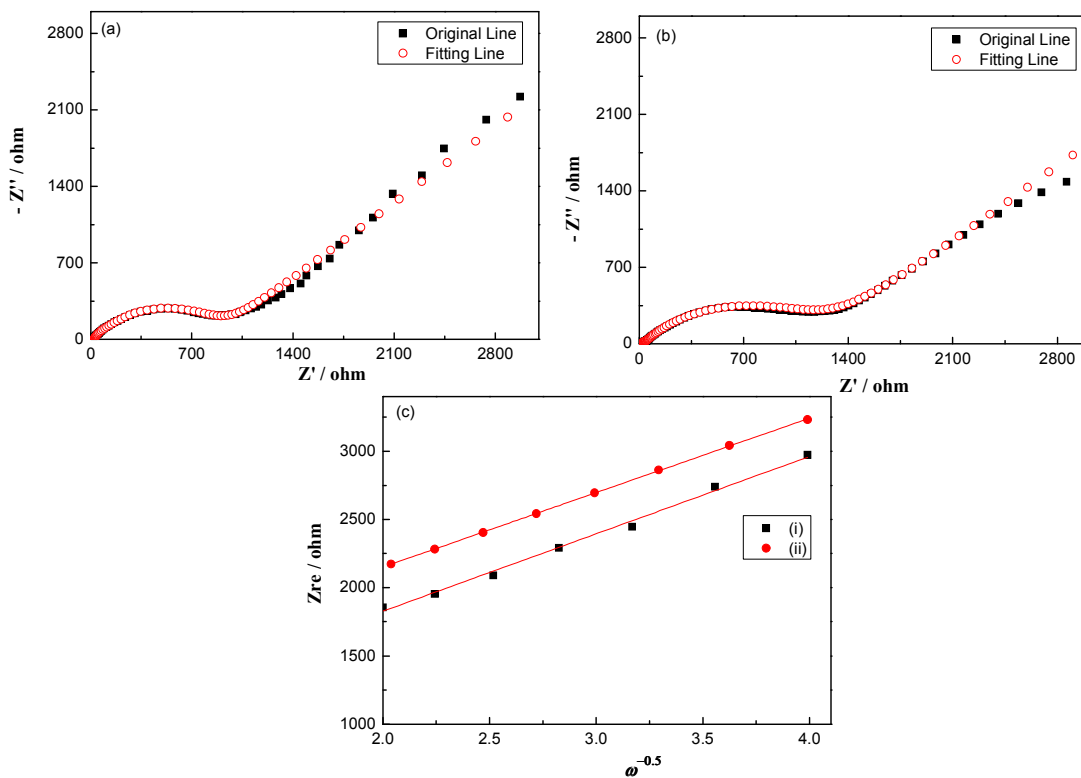 (a)
Original Line
Fitting Line
2800
2100
1400
700
0
- Z'' / ohm
0 700 1400 2100 2800
Z' / ohm
(b)
Original Line
Fitting Line
2800
2100
1400
700
0
- Z'' / ohm
0 700 1400 2100 2800
Z' / ohm
(c)
(i)
(ii)
3000
2500
2000
1500
1000
Zre / ohm
2.0 2.5 3.0 3.5 4.0
ω⁻⁰·⁵